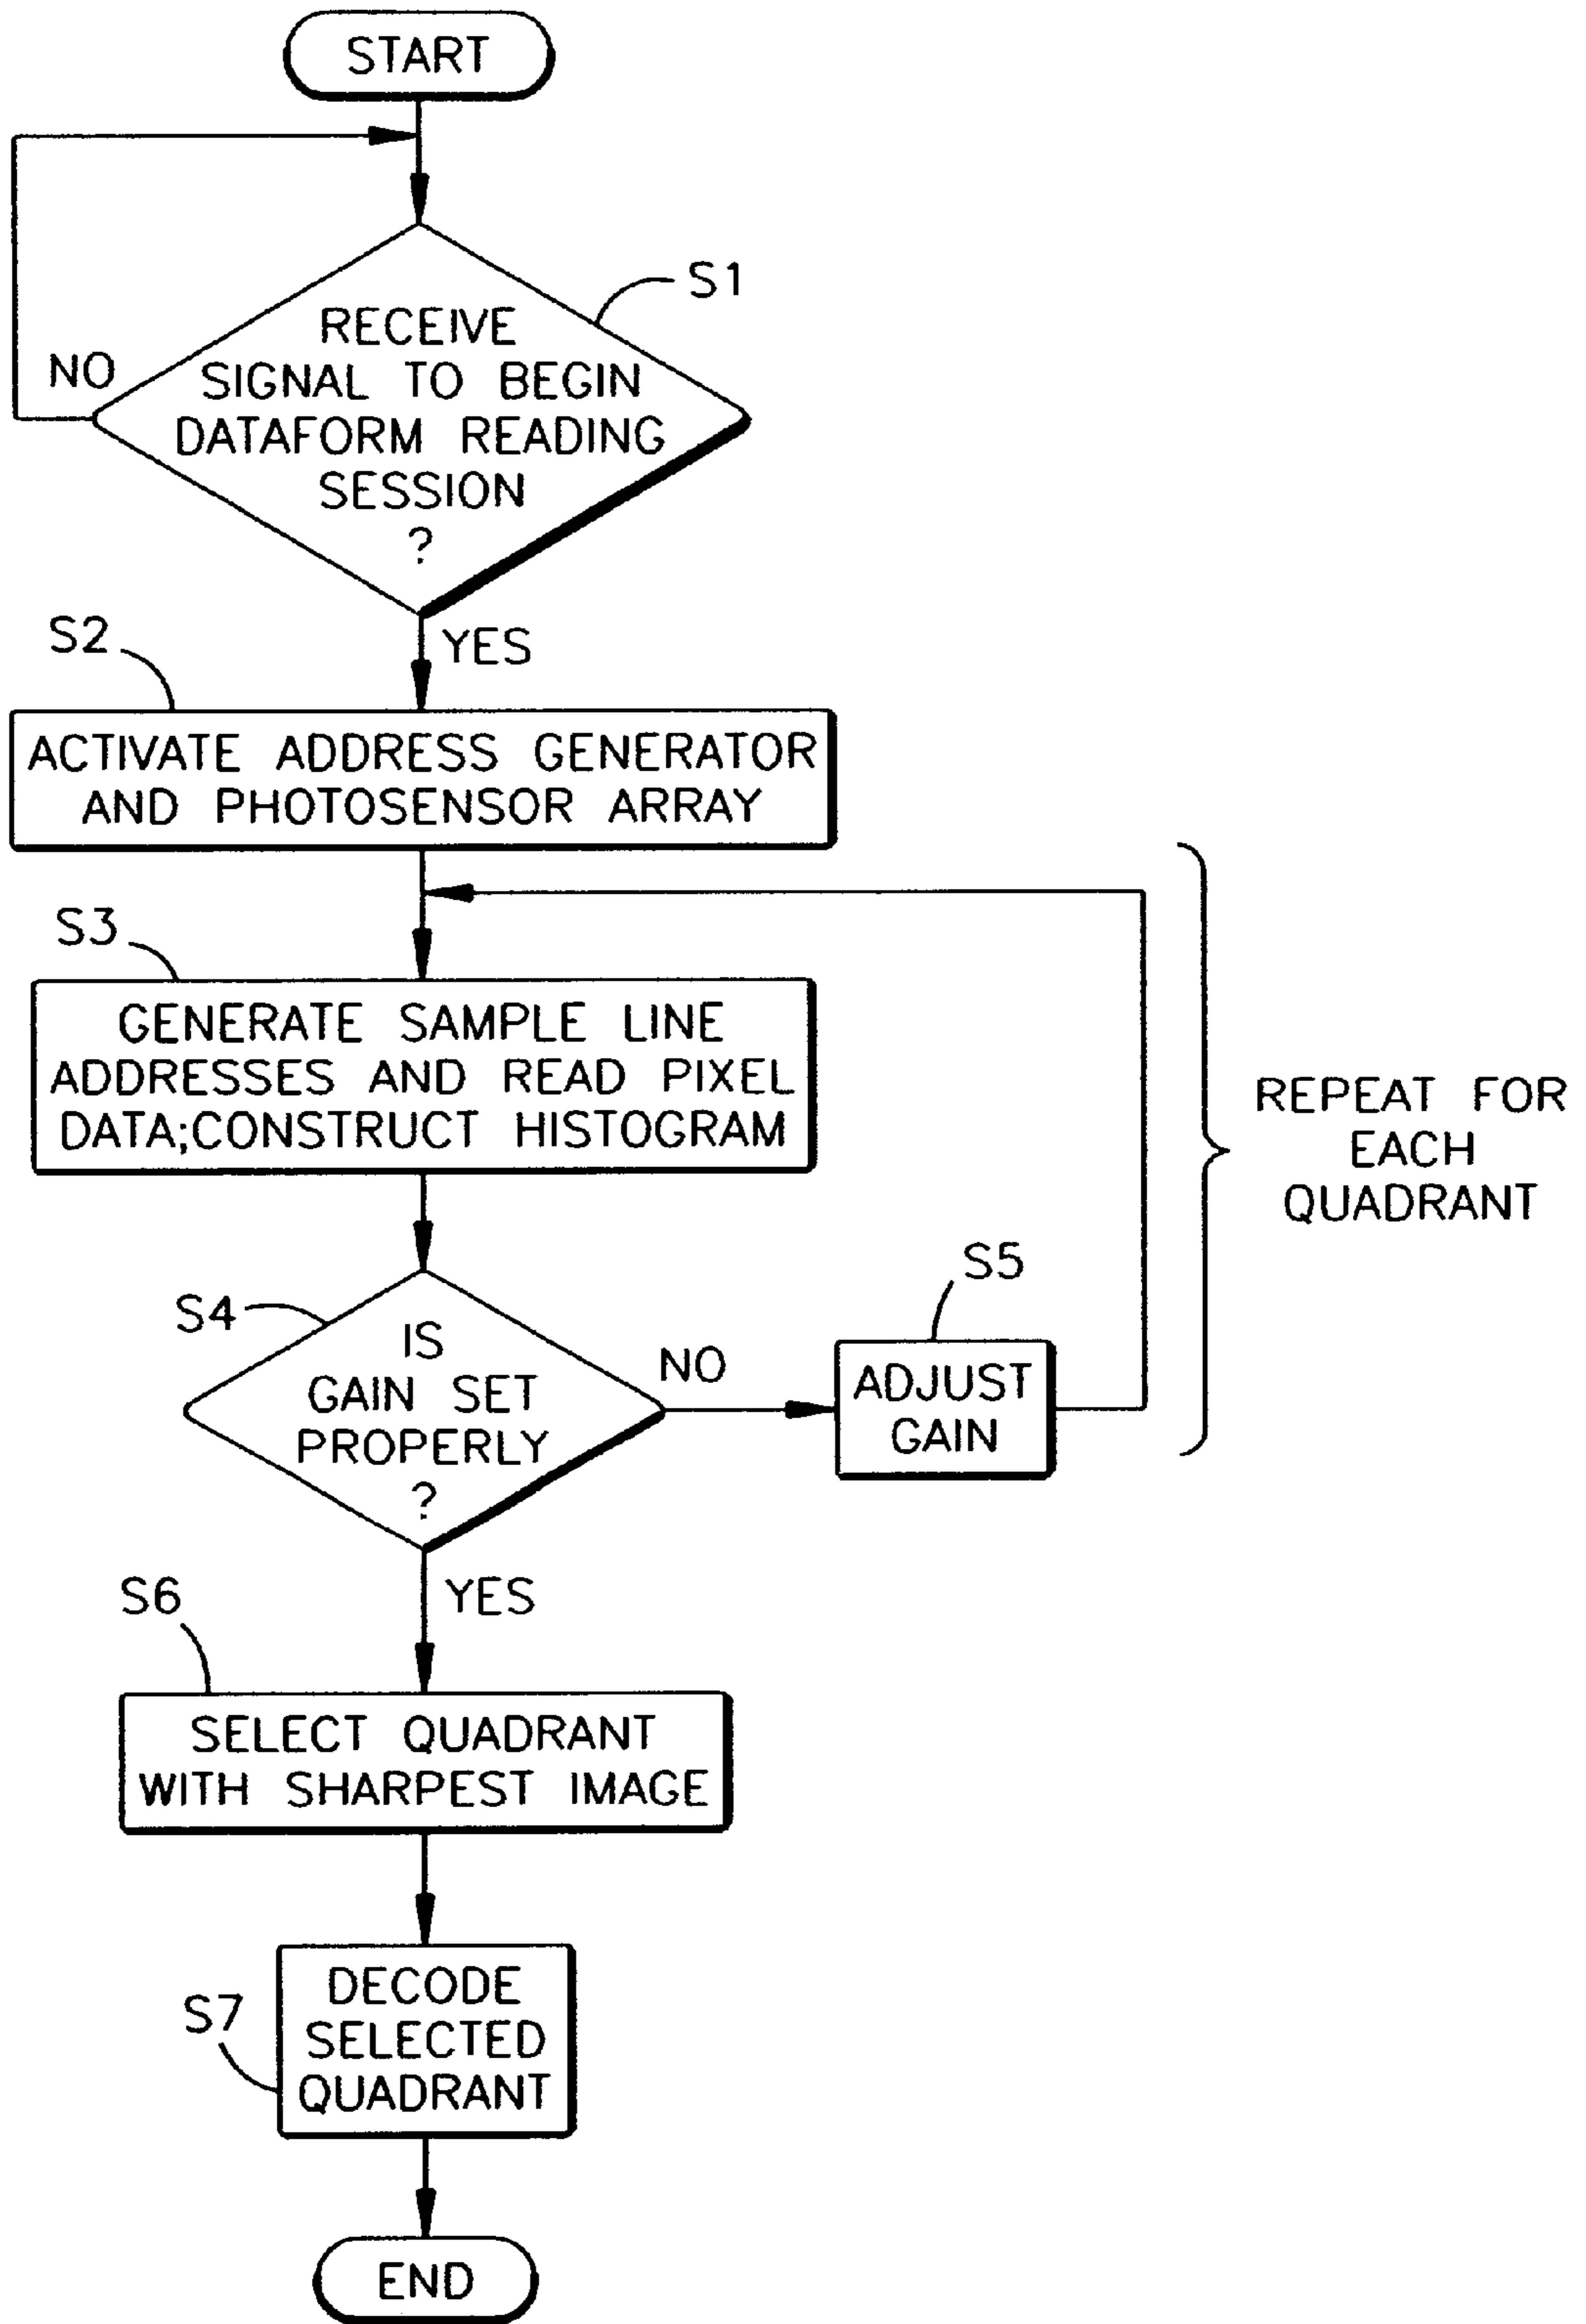 START
S1
RECEIVE
SIGNAL TO BEGIN
DATAFORM READING
SESSION
?
NO
YES
S2
ACTIVATE ADDRESS GENERATOR
AND PHOTOSENSOR ARRAY
S3
GENERATE SAMPLE LINE
ADDRESSES AND READ PIXEL
DATA;CONSTRUCT HISTOGRAM
REPEAT FOR
EACH
QUADRANT
S4
IS
GAIN SET
PROPERLY
?
NO
S5
ADJUST
GAIN
YES
S6
SELECT QUADRANT
WITH SHARPEST IMAGE
S7
DECODE
SELECTED
QUADRANT
END